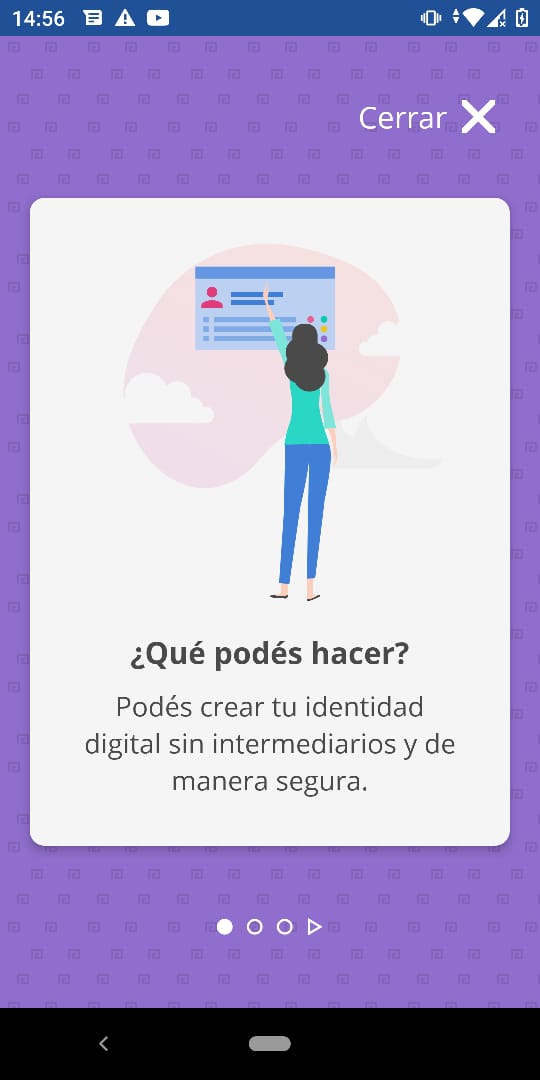 14:56
Cerrar
¿Qué podés hacer?
Podés crear tu identidad
digital sin intermediarios y de
manera segura.